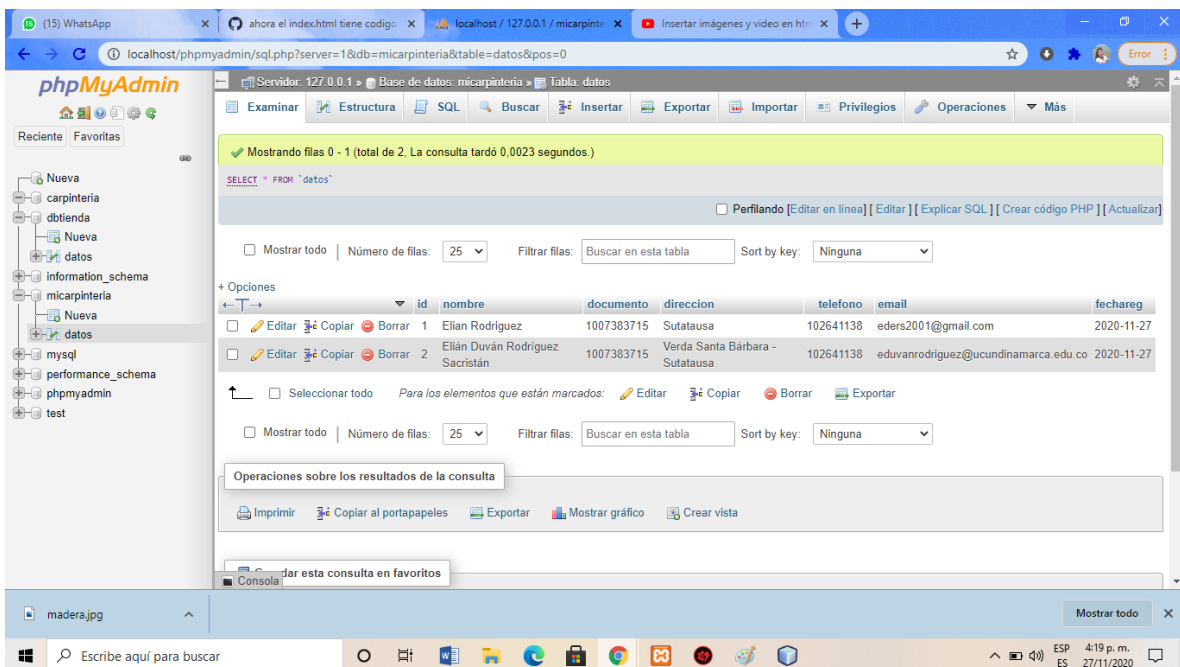 (15) WhatsApp
ahora el index.html tiene codigo
localhost / 127.0.0.1 / micarpinte
Insertar imágenes y video en htm
localhost/phpmyadmin/sql.php?server=1&db=micarpinteria&table=datos&pos=0
Error
phpMyAdmin
Reciente Favoritas
Nueva
carpinteria
dbtienda
Nueva
datos
information_schema
micarpinteria
Nueva
datos
mysql
performance_schema
phpmyadmin
test
Servidor: 127.0.0.1 » Base de datos: micarpinteria » Tabla: datos
Examinar Estructura SQL Buscar Insertar Exportar Importar Privilegios Operaciones Más
Mostrando filas 0 - 1 (total de 2, La consulta tardó 0,0023 segundos.)
SELECT * FROM `datos`
Perfilando [Editar en línea] [ Editar ] [ Explicar SQL ] [ Crear código PHP ] [ Actualizar]
Mostrar todo | Número de filas: 25 Filtrar filas: Buscar en esta tabla Sort by key: Ninguna
+ Opciones
id nombre documento direccion telefono email fechareg
Editar Copiar Borrar 1 Elian Rodriguez 1007383715 Sutatausa 102641138 eders2001@gmail.com 2020-11-27
Editar Copiar Borrar 2 Elián Duván Rodríguez Sacristán 1007383715 Verda Santa Bárbara - Sutatausa 102641138 eduvanrodriguez@ucundinamarca.edu.co 2020-11-27
Seleccionar todo Para los elementos que están marcados: Editar Copiar Borrar Exportar
Mostrar todo | Número de filas: 25 Filtrar filas: Buscar en esta tabla Sort by key: Ninguna
Operaciones sobre los resultados de la consulta
Imprimir Copiar al portapapeles Exportar Mostrar gráfico Crear vista
dar esta consulta en favoritos
Consola
madera.jpg
Mostrar todo
Escribe aquí para buscar
ESP
ES
4:19 p. m.
27/11/2020